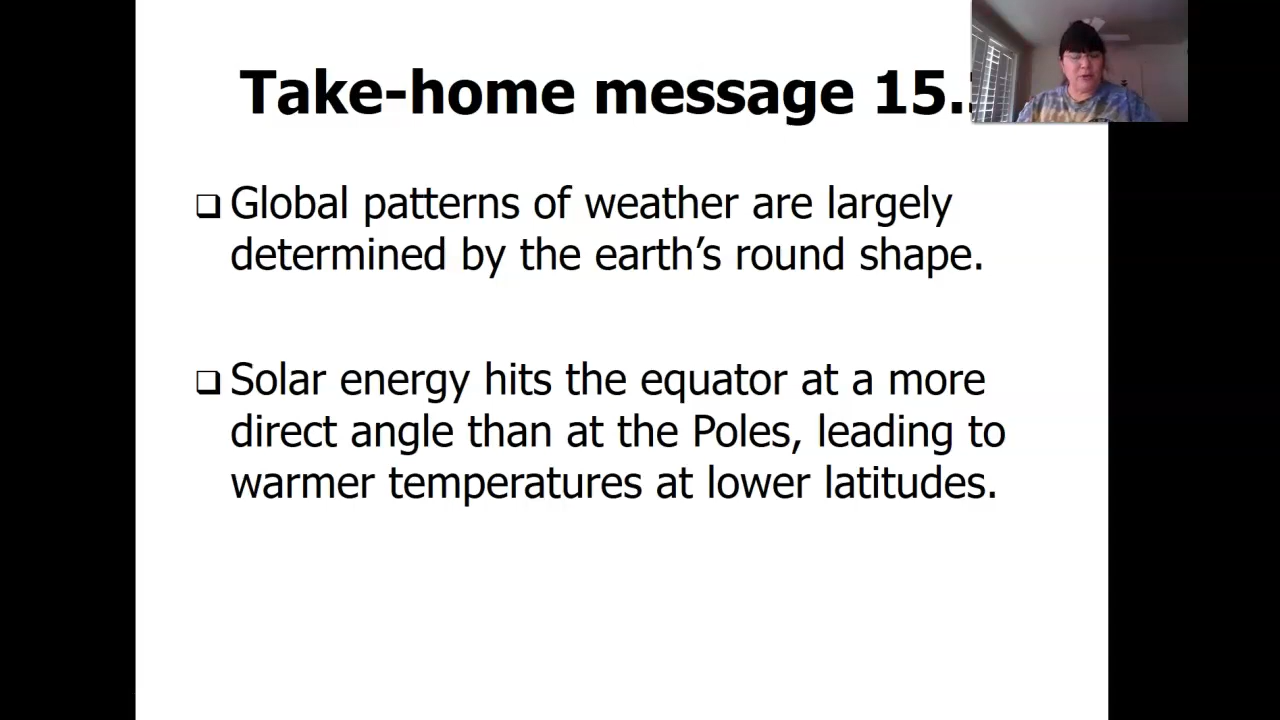 Take-home message 15.
❑ Global patterns of weather are largely
determined by the earth’s round shape.
❑ Solar energy hits the equator at a more
direct angle than at the Poles, leading to
warmer temperatures at lower latitudes.